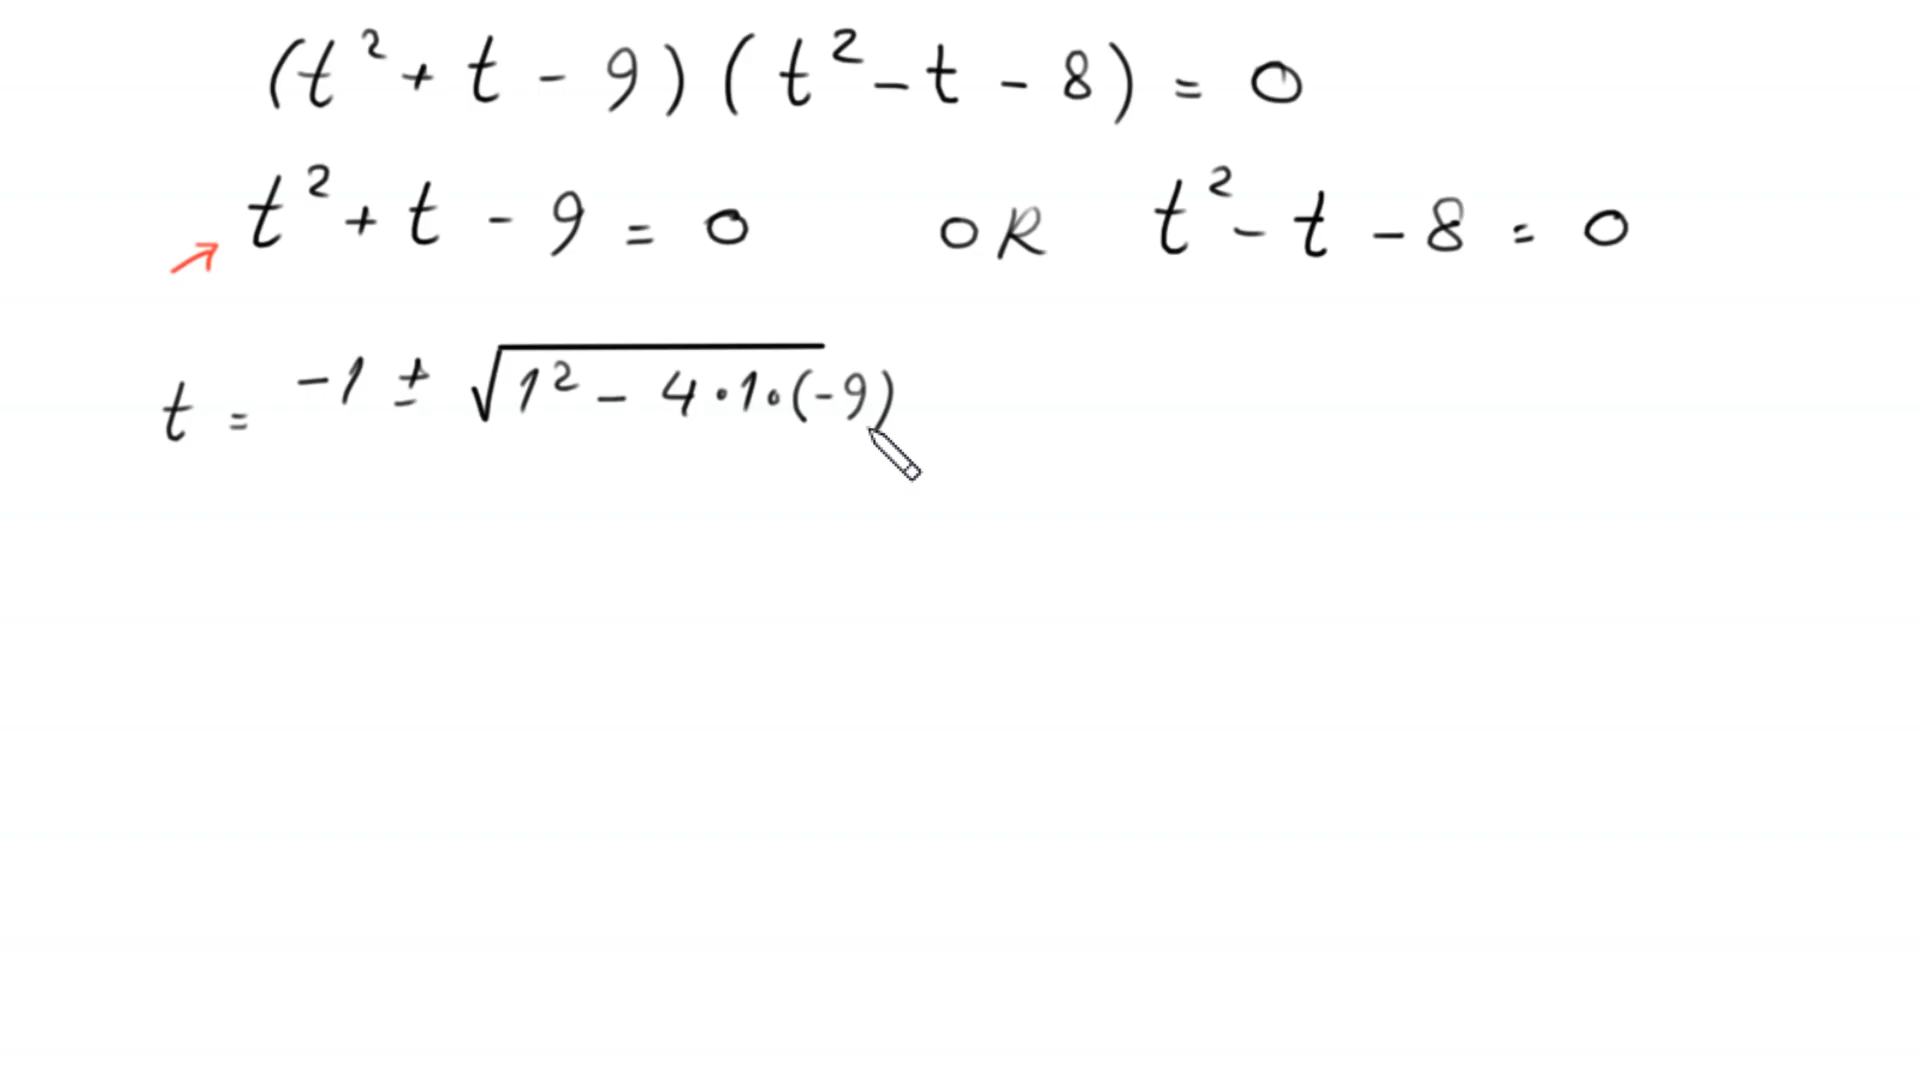 (t² + t - 9)(t² - t - 8) = 0
t² + t - 9 = 0 OR t² - t - 8 = 0
t = -1 ± √1² - 4·1·(-9)